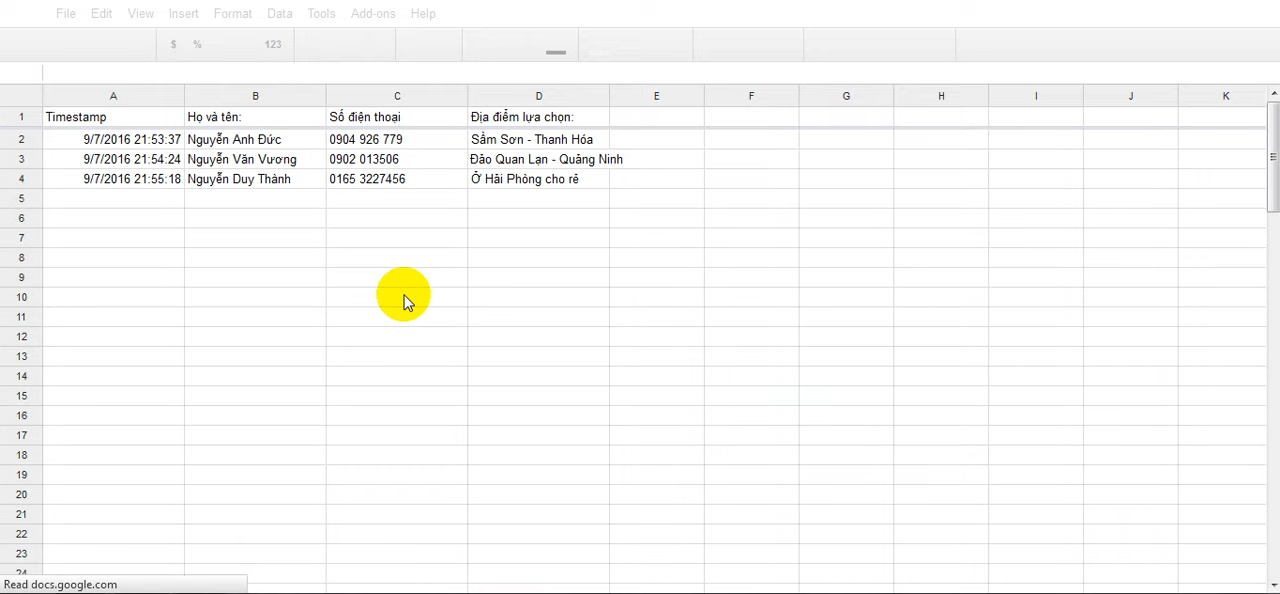 File Edit View Insert Format Data Tools Add-ons Help
$ % 123
A B C D E F G H I J K
1 Timestamp Họ và tên: Số điện thoại Địa điểm lựa chọn:
2 9/7/2016 21:53:37 Nguyễn Anh Đức 0904 926 779 Sầm Sơn - Thanh Hóa
3 9/7/2016 21:54:24 Nguyễn Văn Vương 0902 013506 Đảo Quan Lạn - Quảng Ninh
4 9/7/2016 21:55:18 Nguyễn Duy Thành 0165 3227456 Ở Hải Phòng cho rẻ
5
6
7
8
9
10
11
12
13
14
15
16
17
18
19
20
21
22
23
24
Read docs.google.com